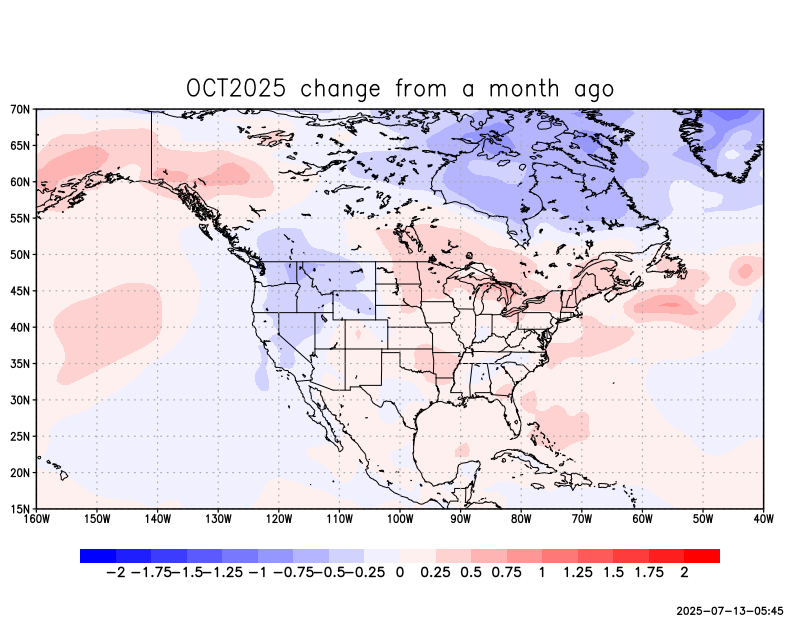 OCT2025 change from a month ago
70N
65N
60N
55N
50N
45N
40N
35N
30N
25N
20N
15N
160W 150W 140W 130W 120W 110W 100W 90W 80W 70W 60W 50W 40W
-2 -1.75 -1.5 -1.25 -1 -0.75 -0.5 -0.25 0 0.25 0.5 0.75 1 1.25 1.5 1.75 2
2025-07-13-05:45